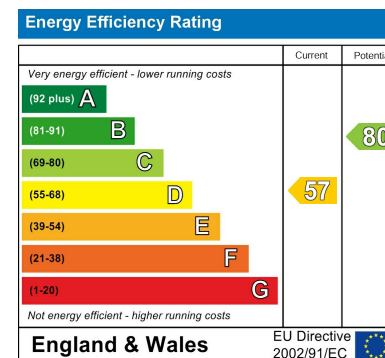 Energy Efficiency Rating
Current Potenti
Very energy efficient - lower running costs
(92 plus) A
(81-91) B
80
(69-80) C
(55-68) D
57
(39-54) E
(21-38) F
(1-20) G
Not energy efficient - higher running costs
England & Wales
EU Directive
2002/91/EC